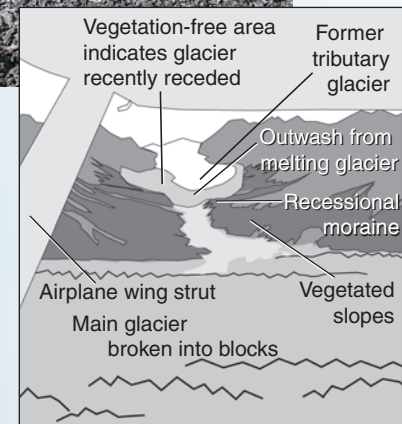 Vegetation-free area
indicates glacier
recently receded
Former
tributary
glacier
Outwash from
melting glacier
Recessional
moraine
Airplane wing strut
Vegetated
slopes
Main glacier
broken into blocks